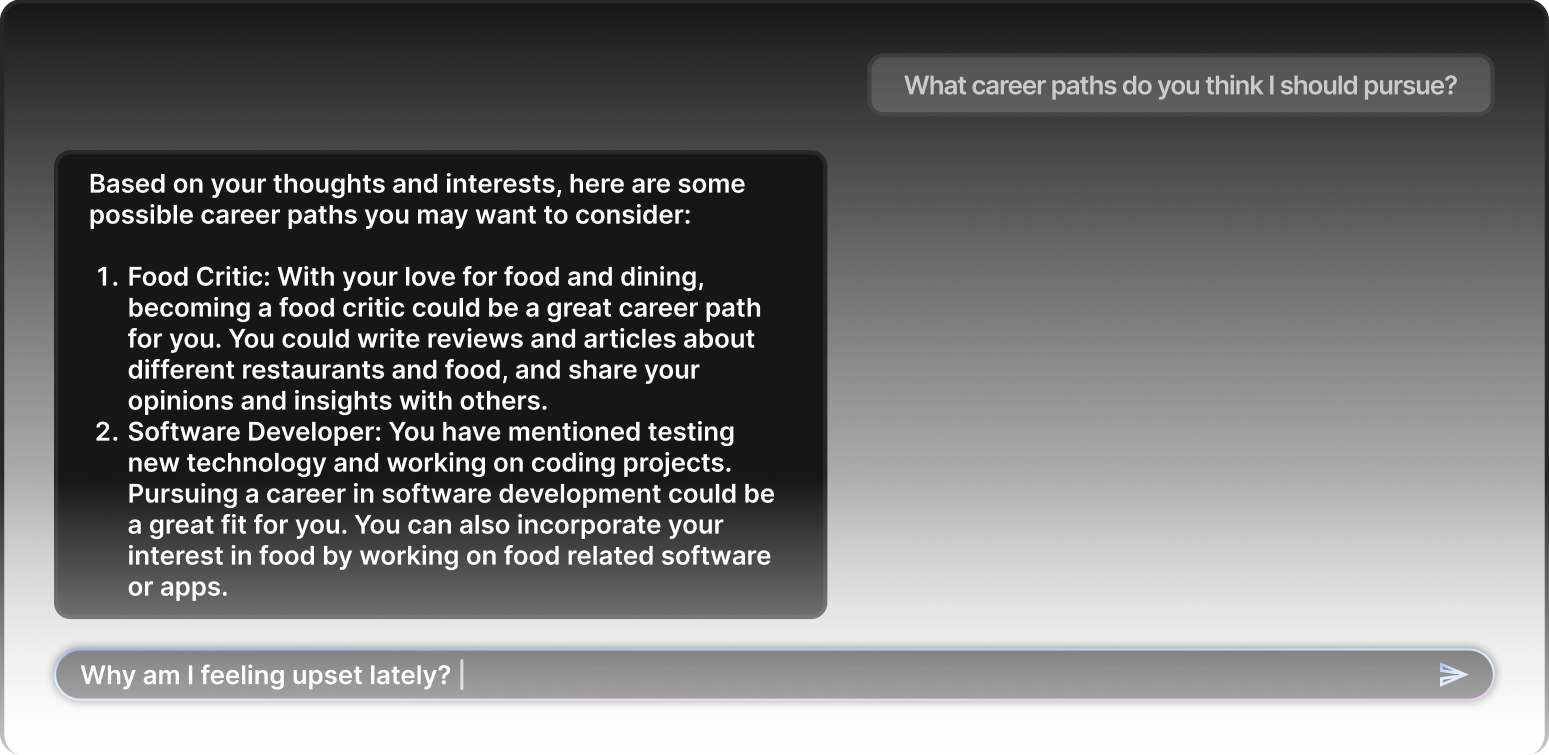 What career paths do you think I should pursue?
Based on your thoughts and interests, here are some
possible career paths you may want to consider:
1. Food Critic: With your love for food and dining,
becoming a food critic could be a great career path
for you. You could write reviews and articles about
different restaurants and food, and share your
opinions and insights with others.
2. Software Developer: You have mentioned testing
new technology and working on coding projects.
Pursuing a career in software development could be
a great fit for you. You can also incorporate your
interest in food by working on food related software
or apps.
Why am I feeling upset lately?